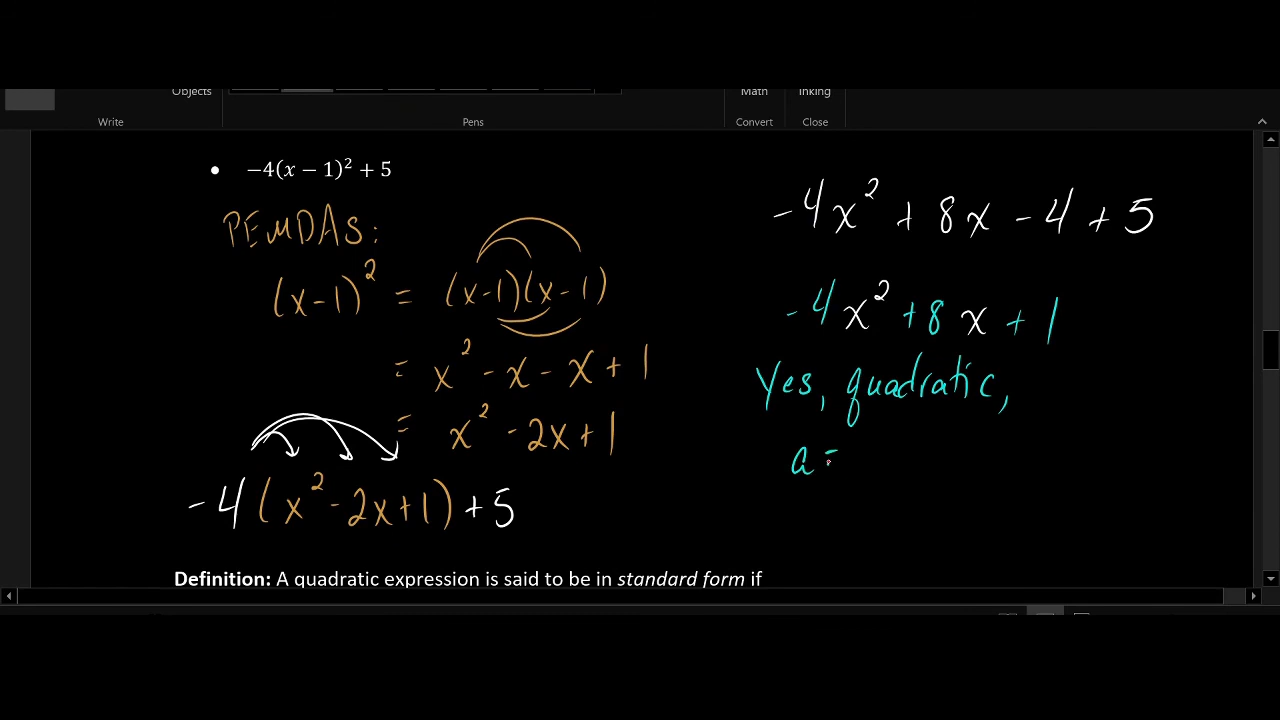 Objects Math Inking
Write Pens Convert Close
• −4(x − 1)² + 5
PEMDAS:
(x-1)² = (x-1)(x-1)
= x² - x - x + 1
= x² - 2x + 1
-4(x² - 2x + 1) + 5
-4x² + 8x - 4 + 5
-4x² + 8x + 1
Yes, quadratic,
a =
Definition: A quadratic expression is said to be in standard form if